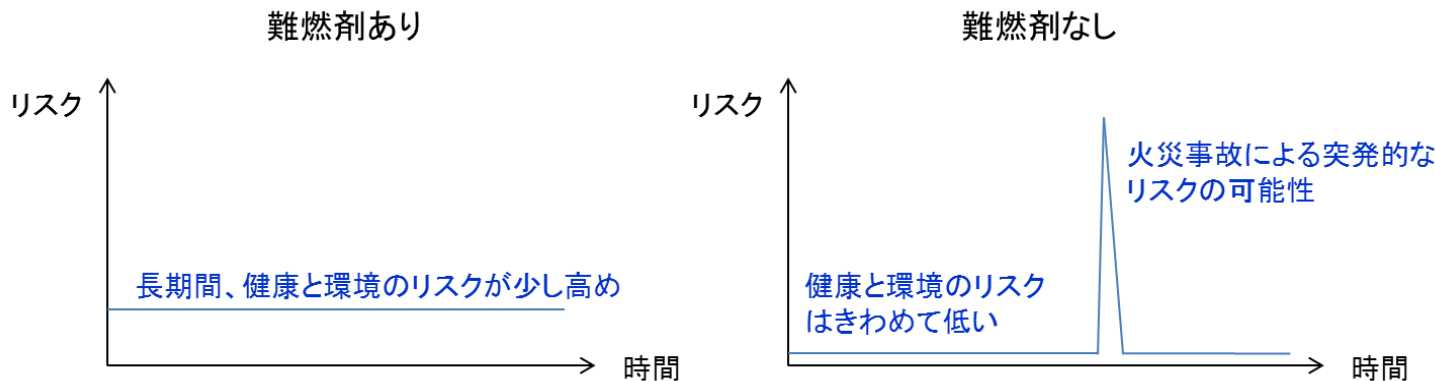 難燃剤あり
リスク
長期間、健康と環境のリスクが少し高め
時間
難燃剤なし
リスク
火災事故による突発的な
リスクの可能性
健康と環境のリスク
はきわめて低い
時間